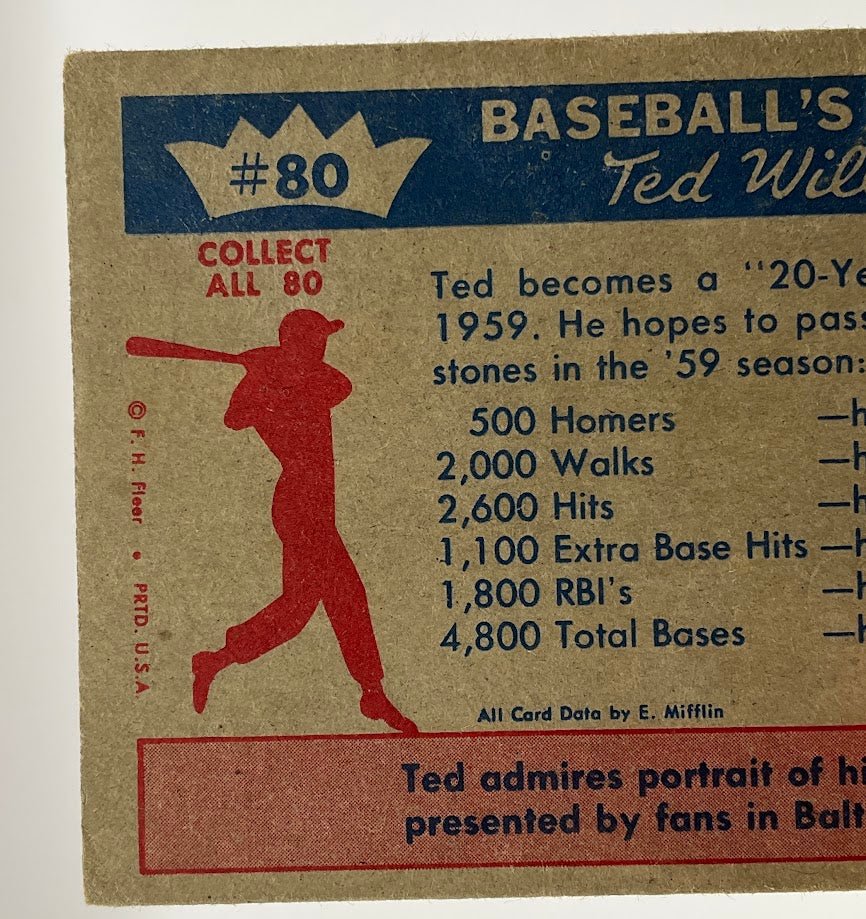 #80
BASEBALL'S
Ted Wil
COLLECT
ALL 80
Ted becomes a "20-Ye
1959. He hopes to pass
stones in the '59 season:
500 Homers —h
2,000 Walks —h
2,600 Hits —h
1,100 Extra Base Hits —h
1,800 RBI's —h
4,800 Total Bases —h
© F. H. Fleer • PRTD. U.S.A.
All Card Data by E. Mifflin
Ted admires portrait of hi
presented by fans in Balt